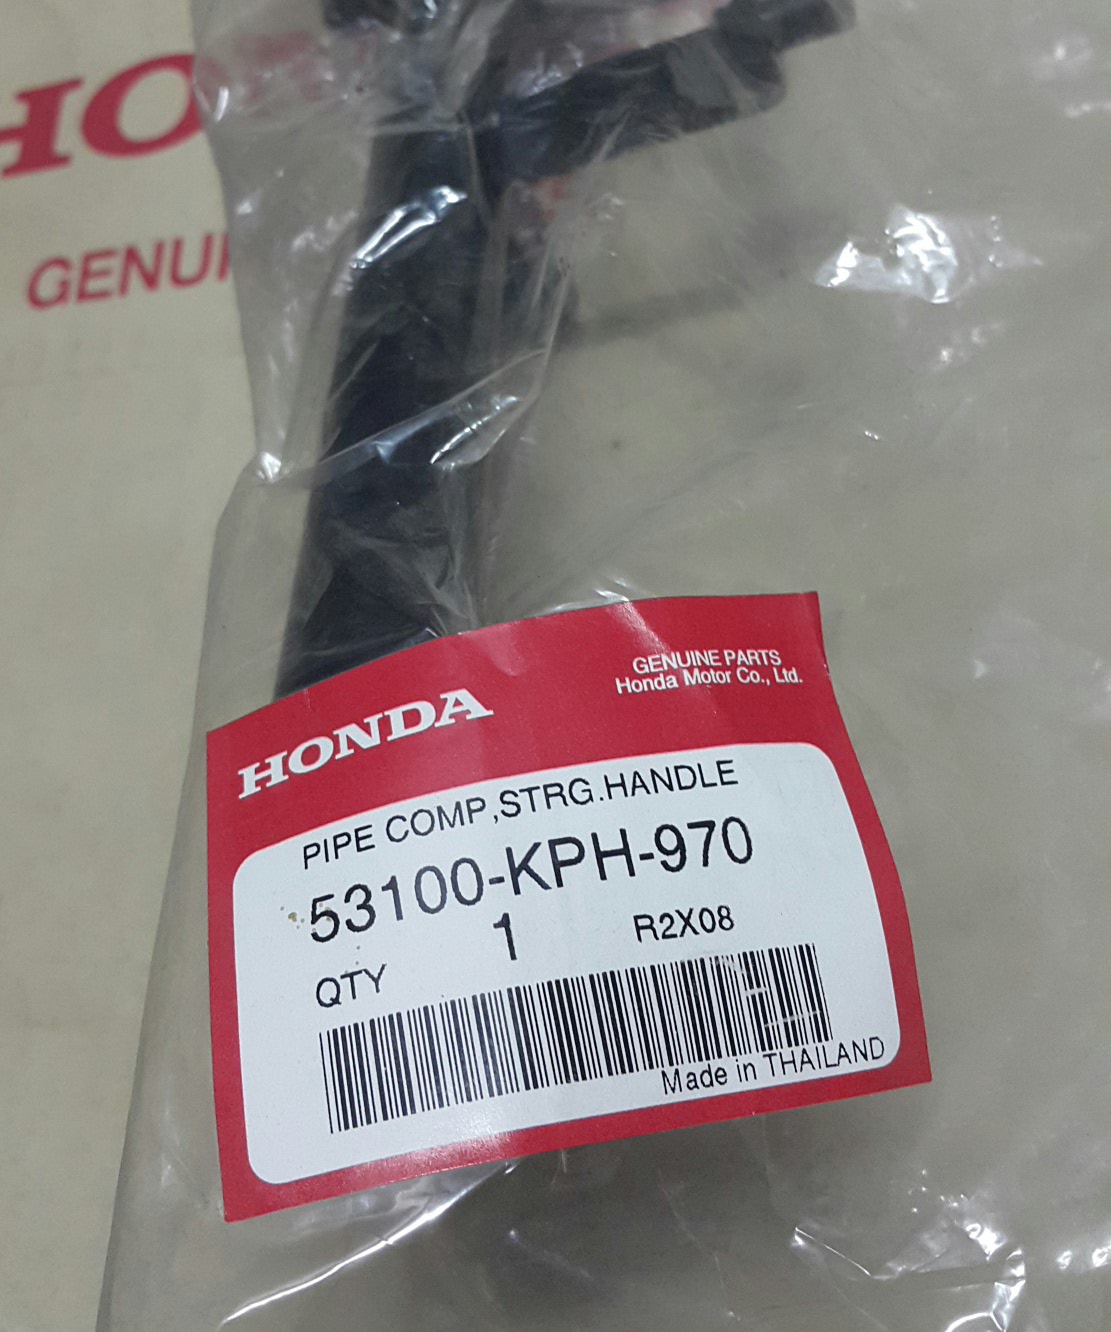 HO
GENUI
HONDA
GENUINE PARTS
Honda Motor Co., Ltd.
PIPE COMP,STRG.HANDLE
53100-KPH-970
QTY 1 R2X08
Made in THAILAND